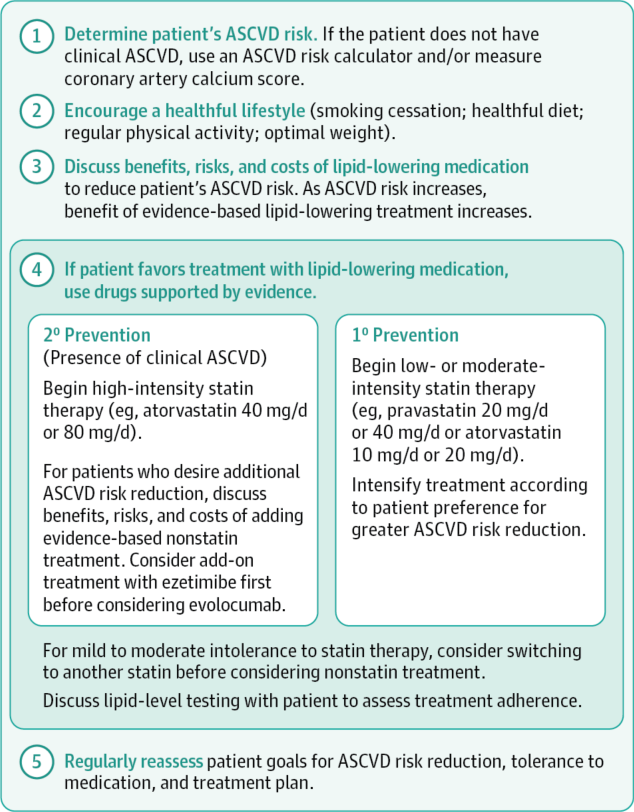 1 Determine patient's ASCVD risk. If the patient does not have
clinical ASCVD, use an ASCVD risk calculator and/or measure
coronary artery calcium score.
2 Encourage a healthful lifestyle (smoking cessation; healthful diet;
regular physical activity; optimal weight).
3 Discuss benefits, risks, and costs of lipid-lowering medication
to reduce patient's ASCVD risk. As ASCVD risk increases,
benefit of evidence-based lipid-lowering treatment increases.
4 If patient favors treatment with lipid-lowering medication,
use drugs supported by evidence.
2º Prevention
(Presence of clinical ASCVD)
Begin high-intensity statin
therapy (eg, atorvastatin 40 mg/d
or 80 mg/d).
For patients who desire additional
ASCVD risk reduction, discuss
benefits, risks, and costs of adding
evidence-based nonstatin
treatment. Consider add-on
treatment with ezetimibe first
before considering evolocumab.
1º Prevention
Begin low- or moderate-
intensity statin therapy
(eg, pravastatin 20 mg/d
or 40 mg/d or atorvastatin
10 mg/d or 20 mg/d).
Intensify treatment according
to patient preference for
greater ASCVD risk reduction.
For mild to moderate intolerance to statin therapy, consider switching
to another statin before considering nonstatin treatment.
Discuss lipid-level testing with patient to assess treatment adherence.
5 Regularly reassess patient goals for ASCVD risk reduction, tolerance to
medication, and treatment plan.